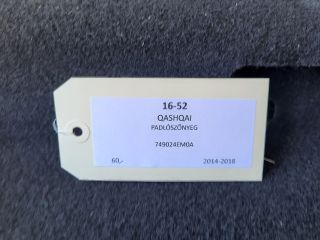 16-52
QASHQAI
PADLÓSZŐNYEG
749024EM0A
60,- 2014-2018